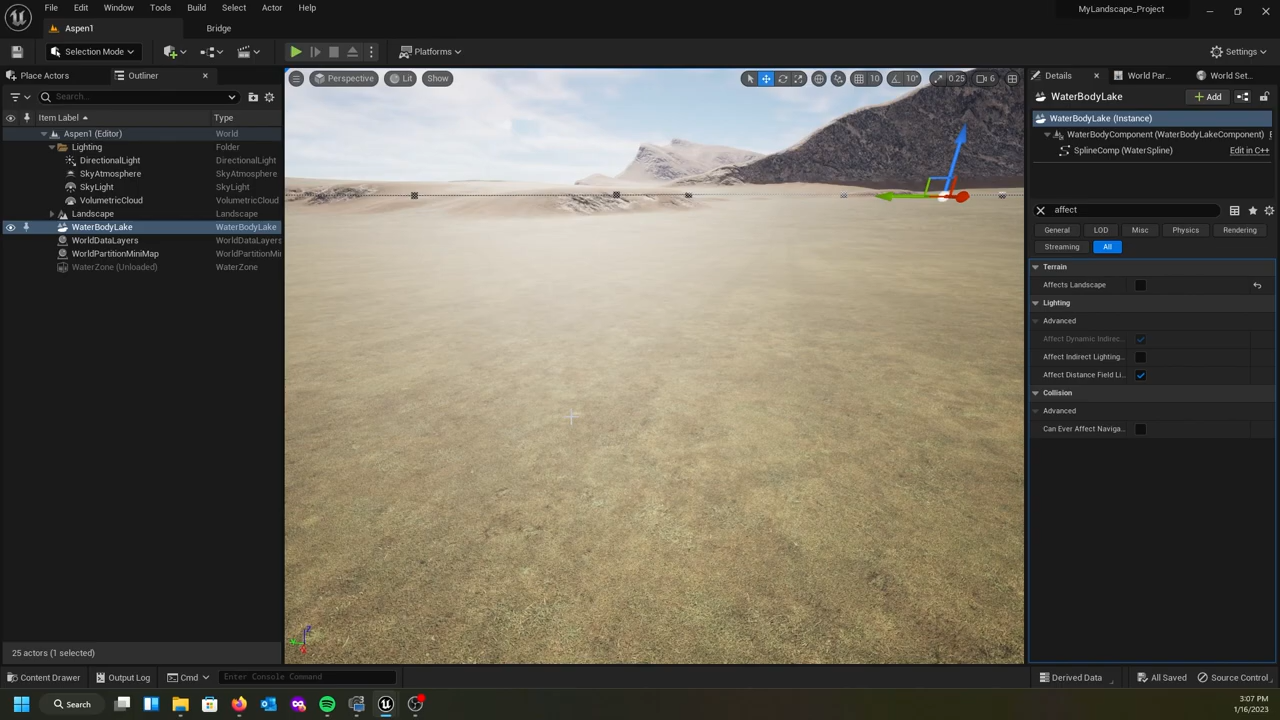 File Edit Window Tools Build Select Actor Help
MyLandscape_Project
Aspen1
Bridge
Selection Mode
Platforms
Settings
Place Actors
Outliner
Search...
Item Label
Type
Aspen1 (Editor) World
Lighting Folder
DirectionalLight DirectionalLight
SkyAtmosphere SkyAtmosphere
SkyLight SkyLight
VolumetricCloud VolumetricCloud
Landscape Landscape
WaterBodyLake WaterBodyLake
WorldDataLayers WorldDataLayers
WorldPartitionMiniMap WorldPartitionMi
WaterZone (Unloaded) WaterZone
25 actors (1 selected)
Perspective
Lit
Show
10
10°
0.25
6
Details
World Par...
World Set...
WaterBodyLake
Add
WaterBodyLake (Instance)
WaterBodyComponent (WaterBodyLakeComponent)
SplineComp (WaterSpline)
Edit in C++
affect
General LOD Misc Physics Rendering
Streaming All
Terrain
Affects Landscape
Lighting
Advanced
Affect Dynamic Indirec...
Affect Indirect Lighting...
Affect Distance Field Li...
Collision
Advanced
Can Ever Affect Naviga...
Content Drawer
Output Log
Cmd
Enter Console Command
Derived Data
All Saved
Source Control
Search
3:07 PM
1/16/2023